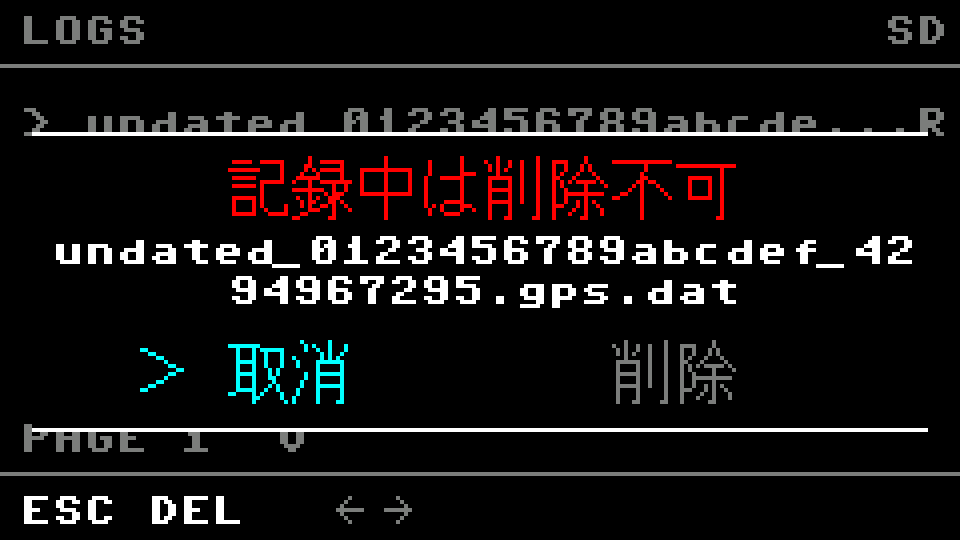 LOGS SD
> undated_0123456789abcde...R
記録中は削除不可
undated_0123456789abcdef_42
94967295.gps.dat
> 取消 削除
PAGE 1 V
ESC DEL ←→